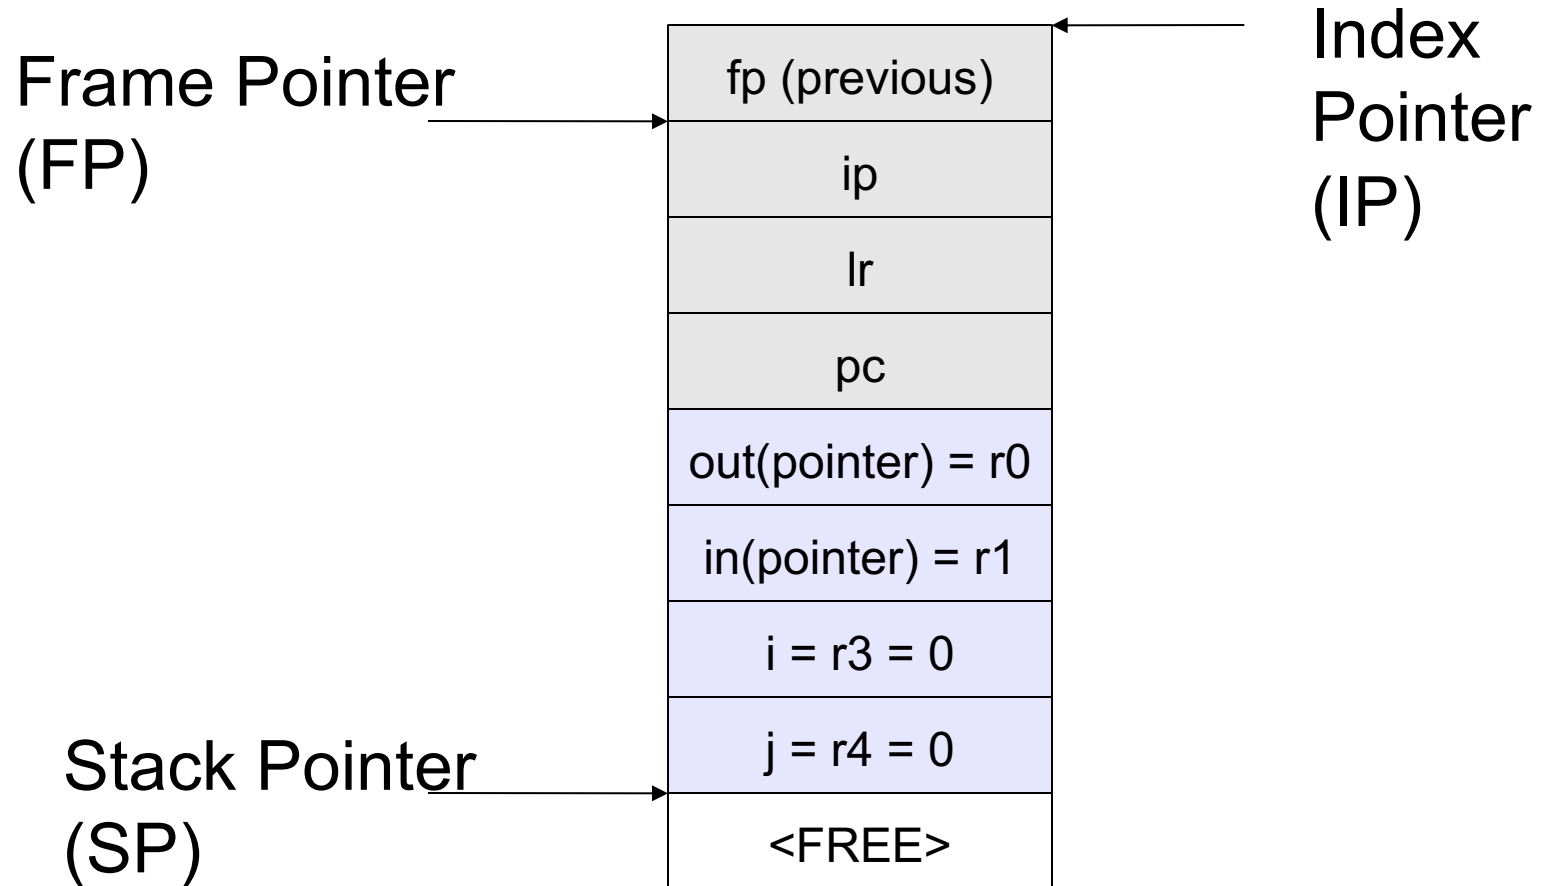 Frame Pointer
(FP)
Index
Pointer
(IP)
fp (previous)
ip
lr
pc
out(pointer) = r0
in(pointer) = r1
i = r3 = 0
j = r4 = 0
Stack Pointer
(SP)
<FREE>